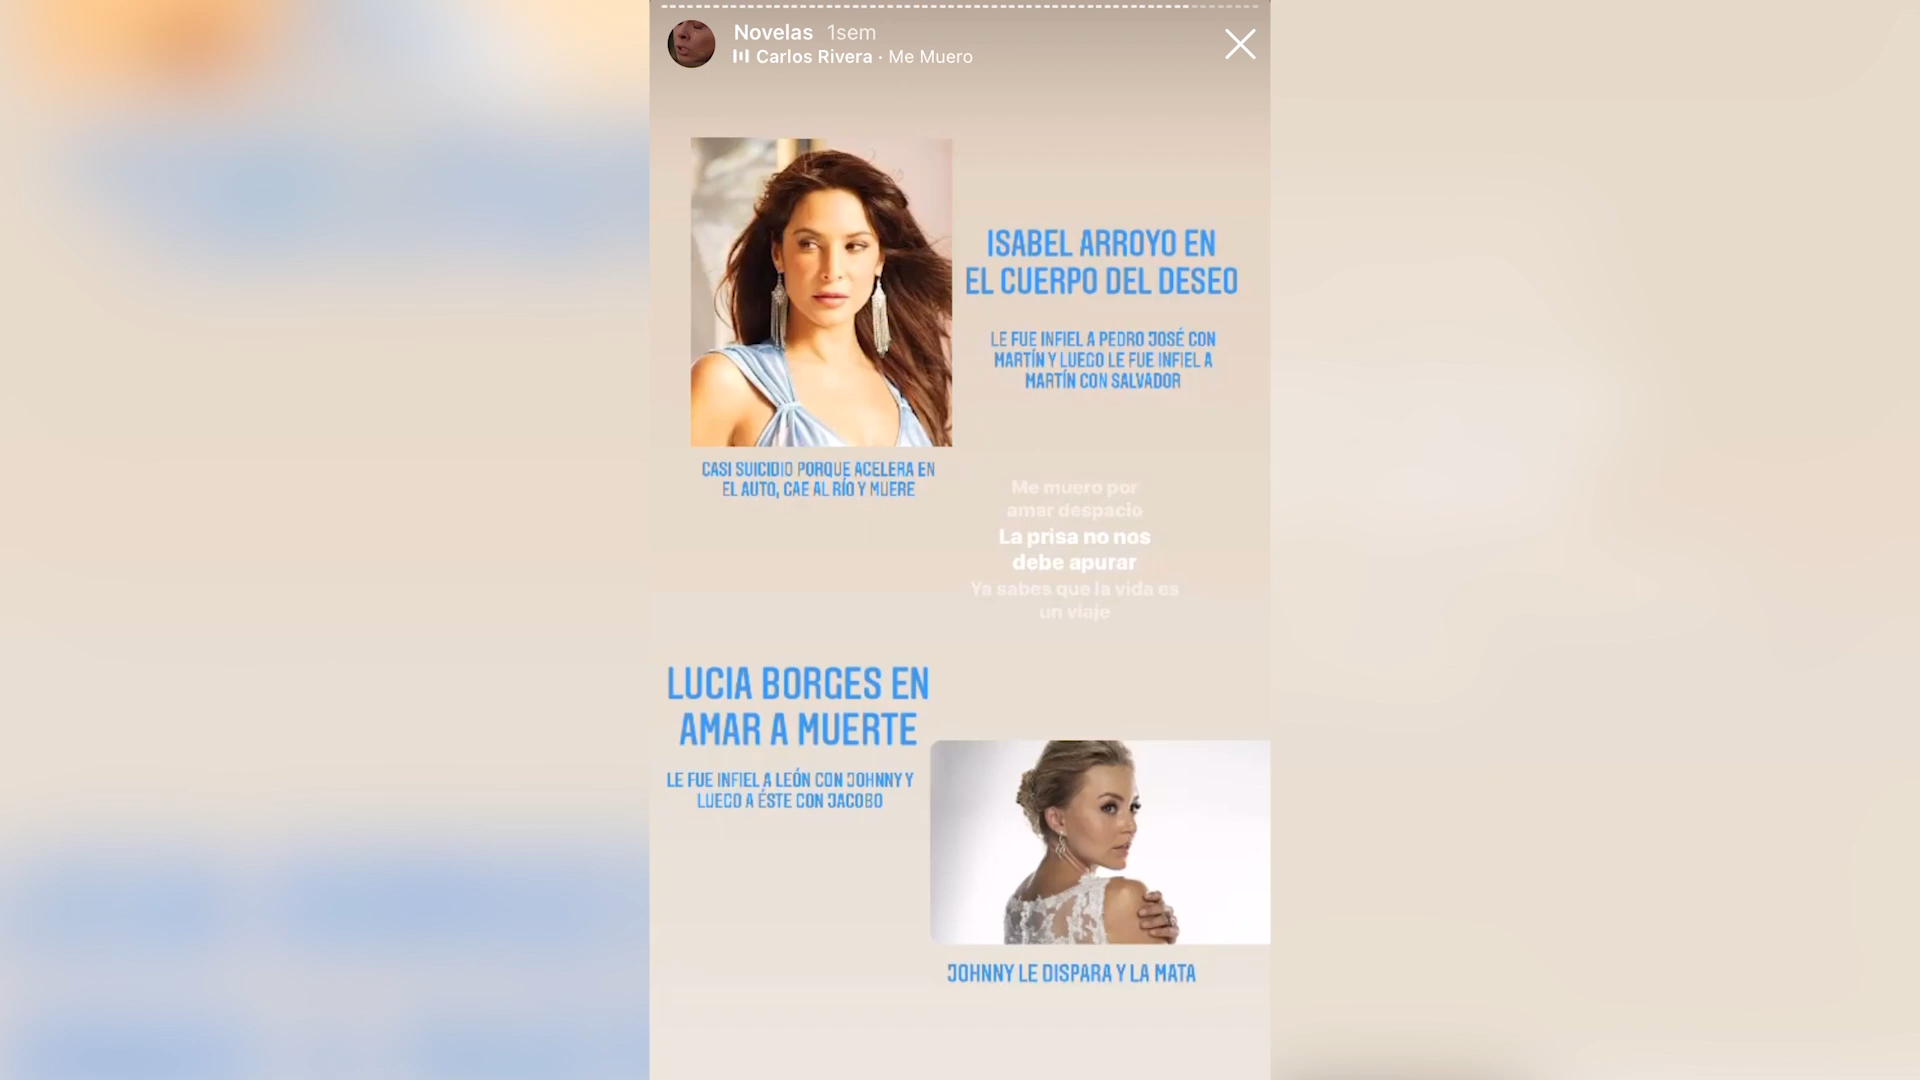 Novelas 1sem
Carlos Rivera · Me Muero
ISABEL ARROYO EN
EL CUERPO DEL DESEO
LE FUE INFIEL A PEDRO JOSÉ CON
MARTÍN Y LUEGO LE FUE INFIEL A
MARTÍN CON SALVADOR
CASI SUICIDIO PORQUE ACELERA EN
EL AUTO, CAE AL RÍO Y MUERE
Me muero por
amar despacio
La prisa no nos
debe apurar
Ya sabes que la vida es
un viaje
LUCIA BORGES EN
AMAR A MUERTE
LE FUE INFIEL A LEÓN CON JOHNNY Y
LUEGO A ÉSTE CON JACOBO
JOHNNY LE DISPARA Y LA MATA